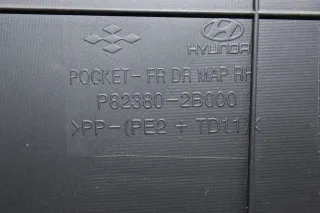 HYUNDAI
POCKET-FR DR MAP RH
P82380-2B000
>PP-(PE2 + TD11)<